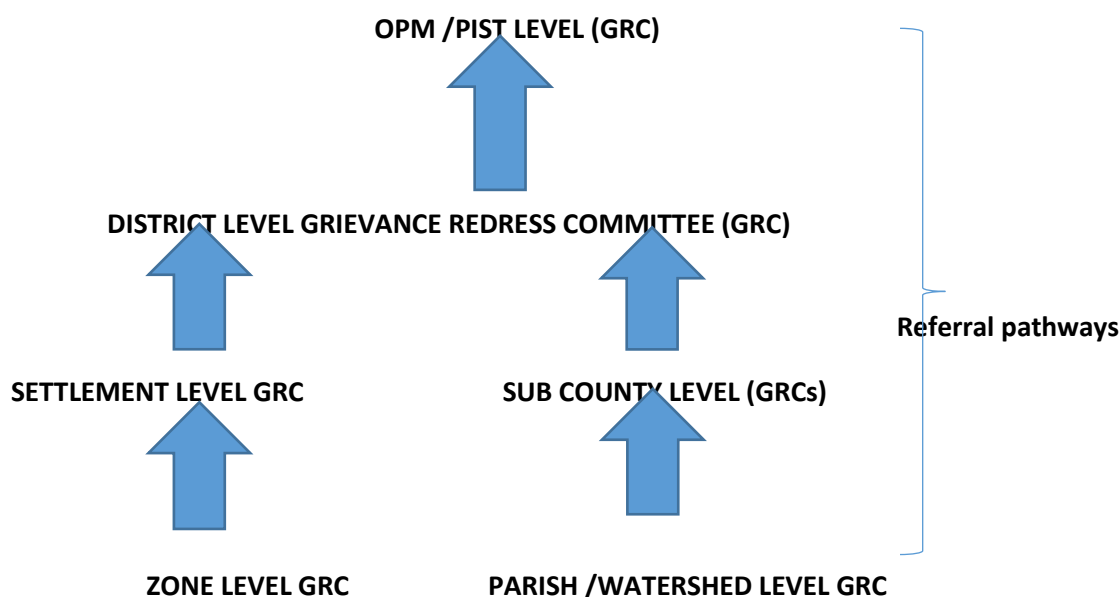 OPM /PIST LEVEL (GRC)
DISTRICT LEVEL GRIEVANCE REDRESS COMMITTEE (GRC)
Referral pathways
SETTLEMENT LEVEL GRC
SUB COUNTY LEVEL (GRCs)
ZONE LEVEL GRC
PARISH /WATERSHED LEVEL GRC